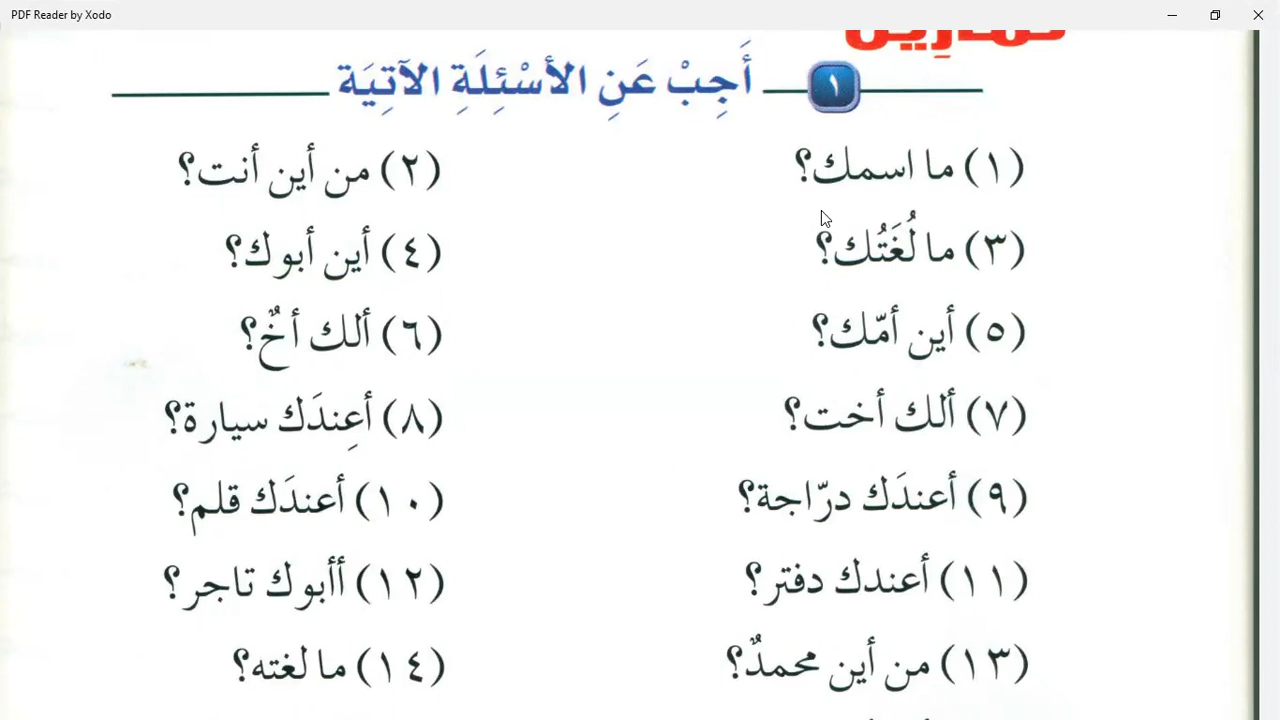 PDF Reader by Xodo
تمارين
١ أَجِبْ عَنِ الأسْئِلَةِ الآتِيَة
(١) ما اسمك؟
(٢) من أين أنت؟
(٣) ما لُغَتُك؟
(٤) أين أبوك؟
(٥) أين أمّك؟
(٦) ألك أخٌ؟
(٧) ألك أخت؟
(٨) أعِندَك سيارة؟
(٩) أعندَك درّاجة؟
(١٠) أعندَك قلم؟
(١١) أعندك دفتر؟
(١٢) أأبوك تاجر؟
(١٣) من أين محمدٌ؟
(١٤) ما لغته؟